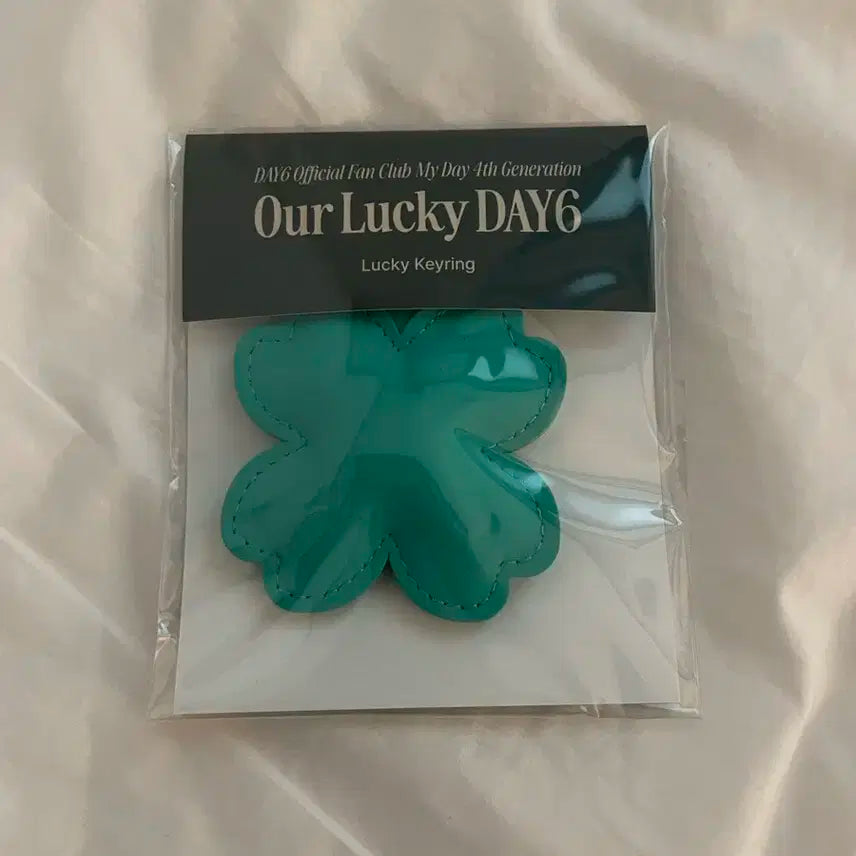 DAY6 Official Fan Club My Day 4th Generation
Our Lucky DAY6
Lucky Keyring